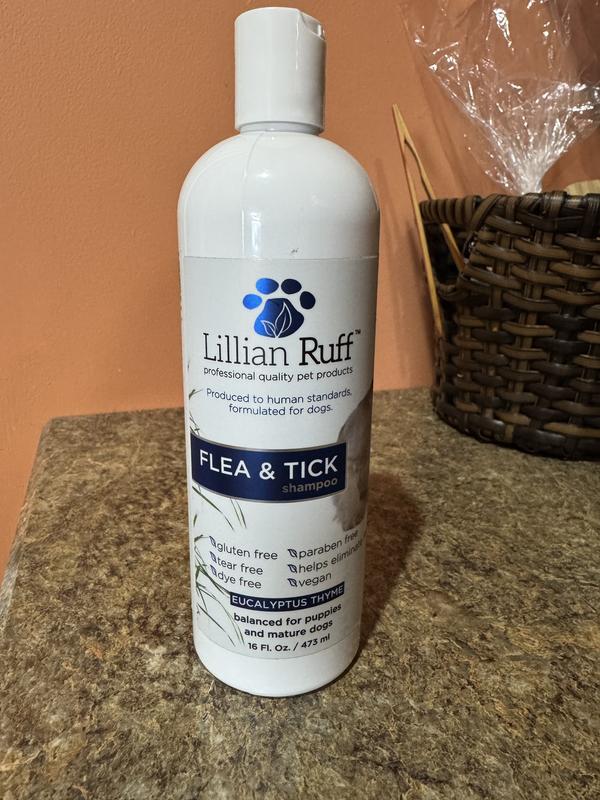 Lillian Ruff™
professional quality pet products
Produced to human standards,
formulated for dogs.
FLEA & TICK
shampoo
gluten free
tear free
dye free
paraben free
helps
vegan
EUCALYPTUS THYME
balanced for puppies
and mature dogs
16 Fl. Oz. / 473 ml